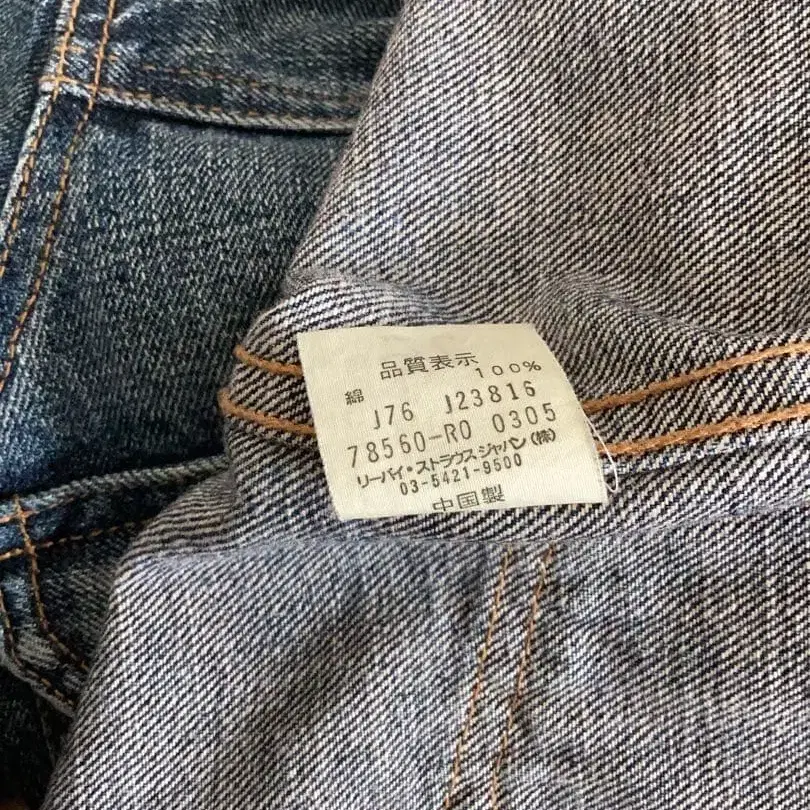 品質表示
綿 100%
J76 J23816
78560-R0 0305
リーバイ・ストラウス ジャパン(株)
03-5421-9500
中国製